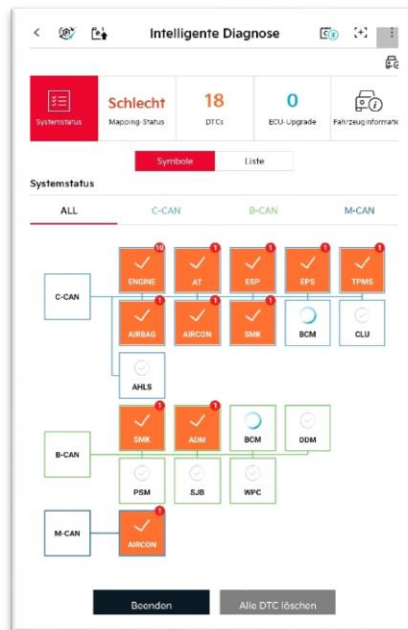 Intelligente Diagnose
Systemstatus
Schlecht
Mapping-Status
18
DTCs
0
ECU-Upgrade
Fahrzeuginformati
Symbole
Liste
Systemstatus
ALL
C-CAN
B-CAN
M-CAN
C-CAN
10
ENGINE
1
AT
1
ESP
1
EPS
1
TPMS
1
AIRBAG
1
AIRCON
1
SMK
BCM
CLU
AHLS
B-CAN
1
SMK
1
ADM
BCM
DDM
PSM
SJB
WPC
M-CAN
1
AIRCON
Beenden
Alle DTC löschen